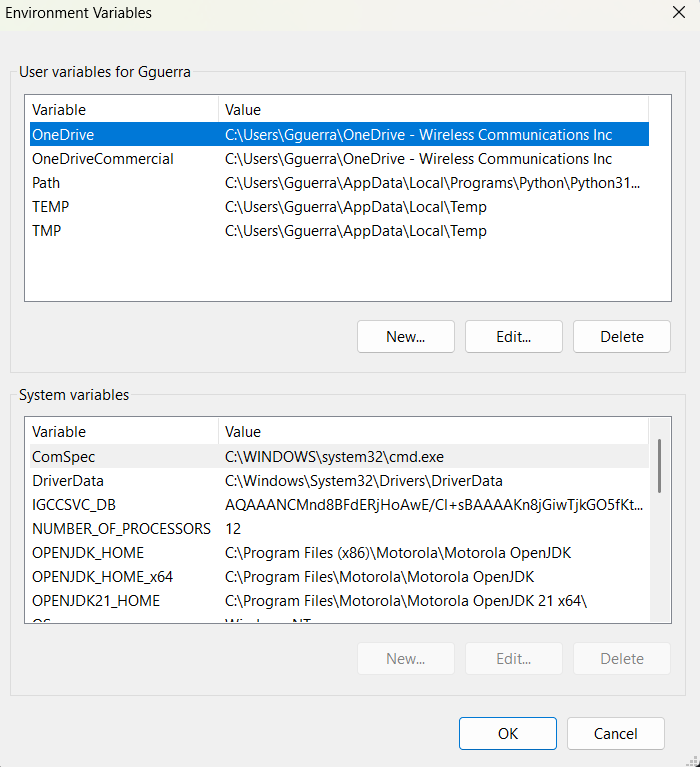 Environment Variables
User variables for Gguerra
Variable Value
OneDrive C:\Users\Gguerra\OneDrive - Wireless Communications Inc
OneDriveCommercial C:\Users\Gguerra\OneDrive - Wireless Communications Inc
Path C:\Users\Gguerra\AppData\Local\Programs\Python\Python31...
TEMP C:\Users\Gguerra\AppData\Local\Temp
TMP C:\Users\Gguerra\AppData\Local\Temp
New... Edit... Delete
System variables
Variable Value
ComSpec C:\WINDOWS\system32\cmd.exe
DriverData C:\Windows\System32\Drivers\DriverData
IGCCSVC_DB AQAAANCMnd8BFdERjHoAwE/Cl+sBAAAAKn8jGiwTjkGO5fKt...
NUMBER_OF_PROCESSORS 12
OPENJDK_HOME C:\Program Files (x86)\Motorola\Motorola OpenJDK
OPENJDK_HOME_x64 C:\Program Files\Motorola\Motorola OpenJDK
OPENJDK21_HOME C:\Program Files\Motorola\Motorola OpenJDK 21 x64\
OS Windows_NT
New... Edit... Delete
OK Cancel